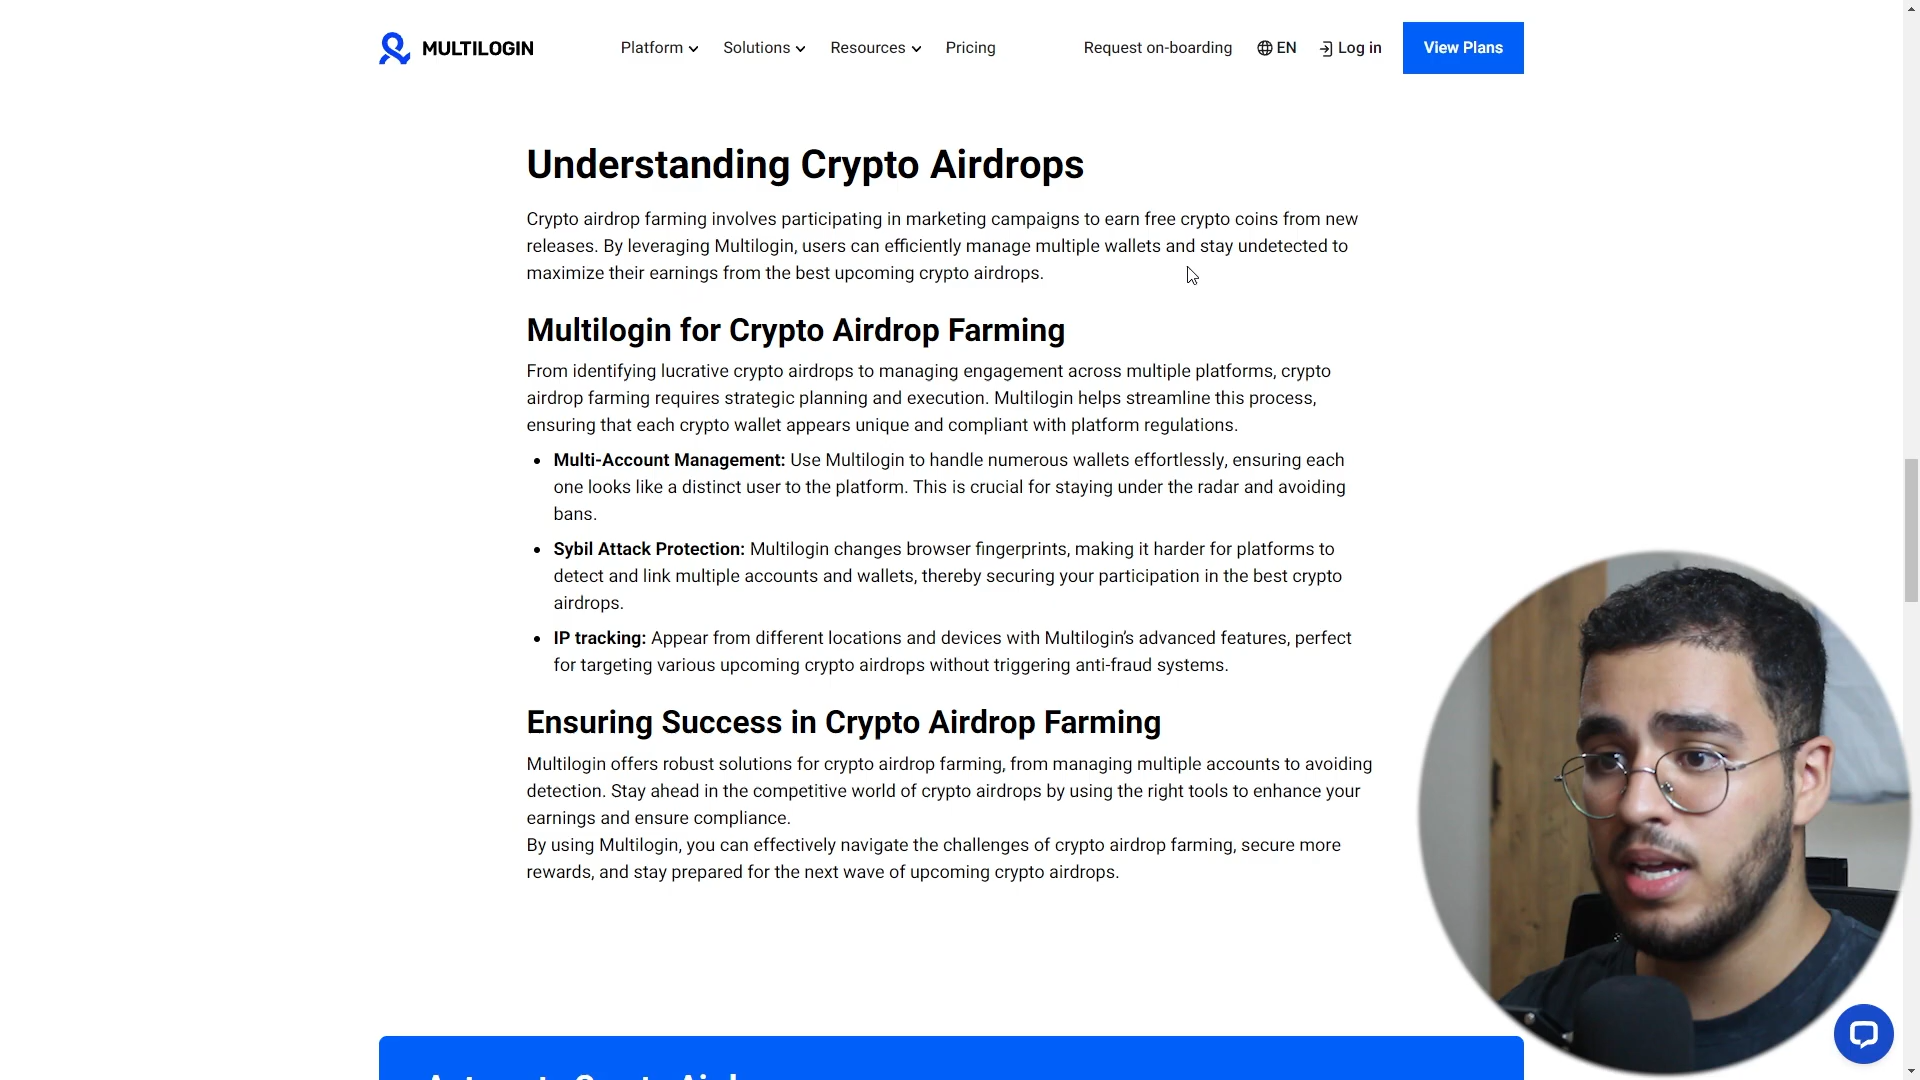 MULTILOGIN
Platform
Solutions
Resources
Pricing
Request on-boarding
EN
Log in
View Plans
Understanding Crypto Airdrops
Crypto airdrop farming involves participating in marketing campaigns to earn free crypto coins from new
releases. By leveraging Multilogin, users can efficiently manage multiple wallets and stay undetected to
maximize their earnings from the best upcoming crypto airdrops.
Multilogin for Crypto Airdrop Farming
From identifying lucrative crypto airdrops to managing engagement across multiple platforms, crypto
airdrop farming requires strategic planning and execution. Multilogin helps streamline this process,
ensuring that each crypto wallet appears unique and compliant with platform regulations.
• Multi-Account Management: Use Multilogin to handle numerous wallets effortlessly, ensuring each
one looks like a distinct user to the platform. This is crucial for staying under the radar and avoiding
bans.
• Sybil Attack Protection: Multilogin changes browser fingerprints, making it harder for platforms to
detect and link multiple accounts and wallets, thereby securing your participation in the best crypto
airdrops.
• IP tracking: Appear from different locations and devices with Multilogin's advanced features, perfect
for targeting various upcoming crypto airdrops without triggering anti-fraud systems.
Ensuring Success in Crypto Airdrop Farming
Multilogin offers robust solutions for crypto airdrop farming, from managing multiple accounts to avoiding
detection. Stay ahead in the competitive world of crypto airdrops by using the right tools to enhance your
earnings and ensure compliance.
By using Multilogin, you can effectively navigate the challenges of crypto airdrop farming, secure more
rewards, and stay prepared for the next wave of upcoming crypto airdrops.